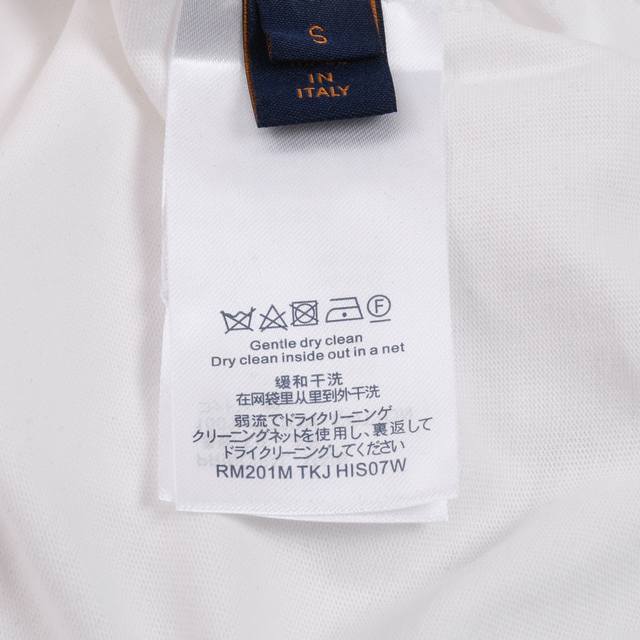 S
IN
ITALY
Gentle dry clean
Dry clean inside out in a net
缓和干洗
在网袋里从里到外干洗
弱流でドライクリーニンゲ
クリーニングネットを使用し、裏返して
ドライクリーニングしてください
RM201M TKJ HIS07W